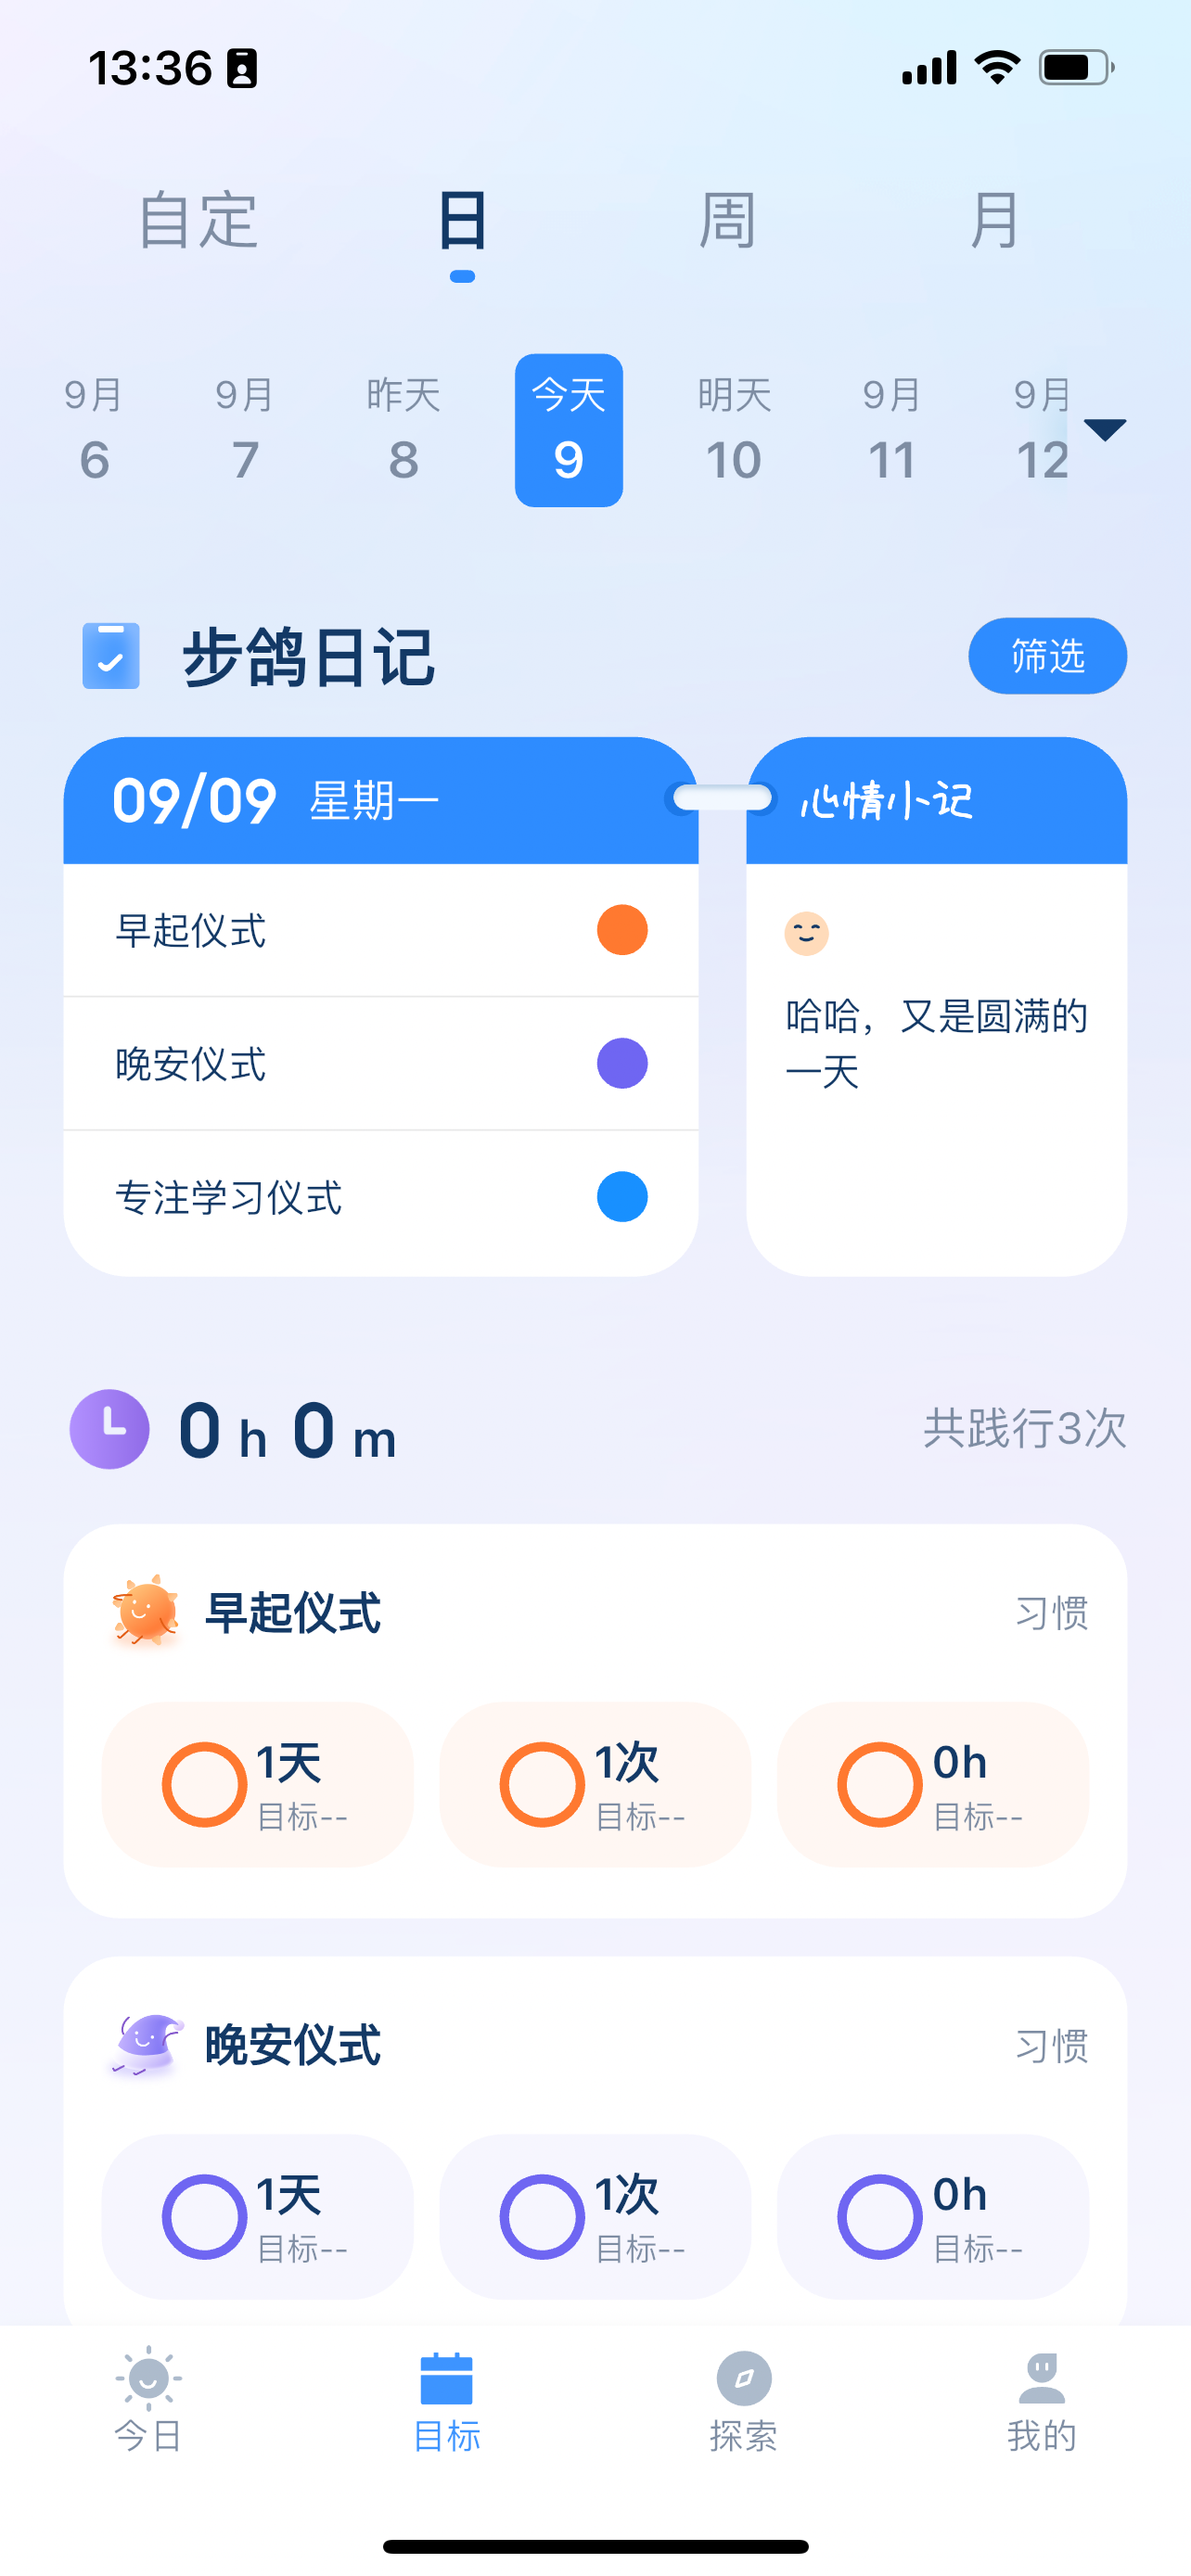 13:36
自定 日 周 月
9月 9月 昨天 今天 明天 9月 9月
6 7 8 9 10 11 12
步鸽日记 筛选
09/09 星期一 心情小记
早起仪式
晚安仪式
专注学习仪式
哈哈，又是圆满的
一天
0 h 0 m 共践行3次
早起仪式 习惯
1天 1次 0h
目标-- 目标-- 目标--
晚安仪式 习惯
1天 1次 0h
目标-- 目标-- 目标--
今日 目标 探索 我的